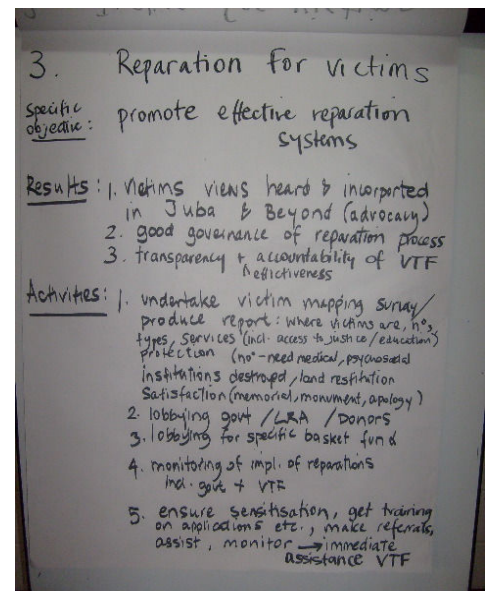 3. Reparation for victims
Specific
objective: promote effective reparation
systems
Results: 1. Victims views heard & incorported
in Juba & Beyond (advocacy)
2. good governance of reparation process
3. transparency + accountability of VTF
& effictiveness
Activities: 1. undertake victim mapping survay/
produce report: where victims are, nos,
types, services (incl. access to justice/education)
protection (no - need medical, psychosocial
institutions destroyed, land restitution
Satisfaction (memorial, monument, apology)
2. lobbying govt /LRA /Donors
3. lobbying for specific basket fund
4. monitoring of impl. of reparations
incl. govt + VTF
5. ensure sensitisation, get training
on applications etc., make referrals,
assist, monitor → immediate
assistance VTF